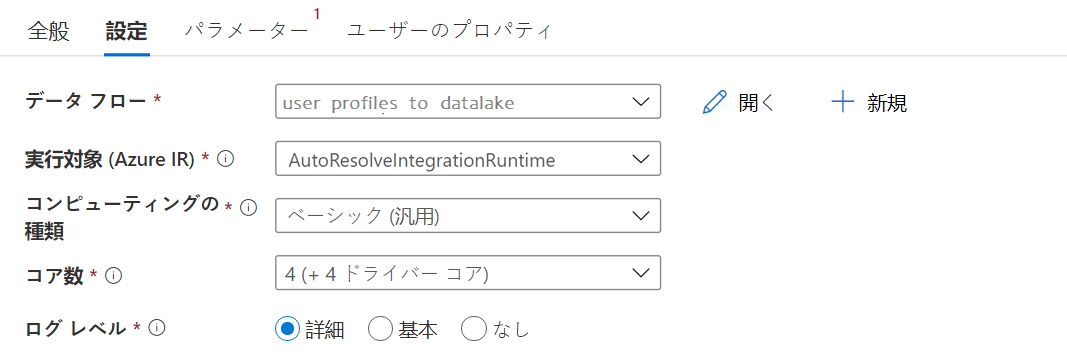 全般 設定 パラメーター 1 ユーザーのプロパティ
データ フロー * user profiles to datalake 開く 新規
実行対象 (Azure IR) * AutoResolveIntegrationRuntime
コンピューティングの種類 * ベーシック (汎用)
コア数 * 4 (+ 4 ドライバー コア)
ログ レベル * 詳細 基本 なし